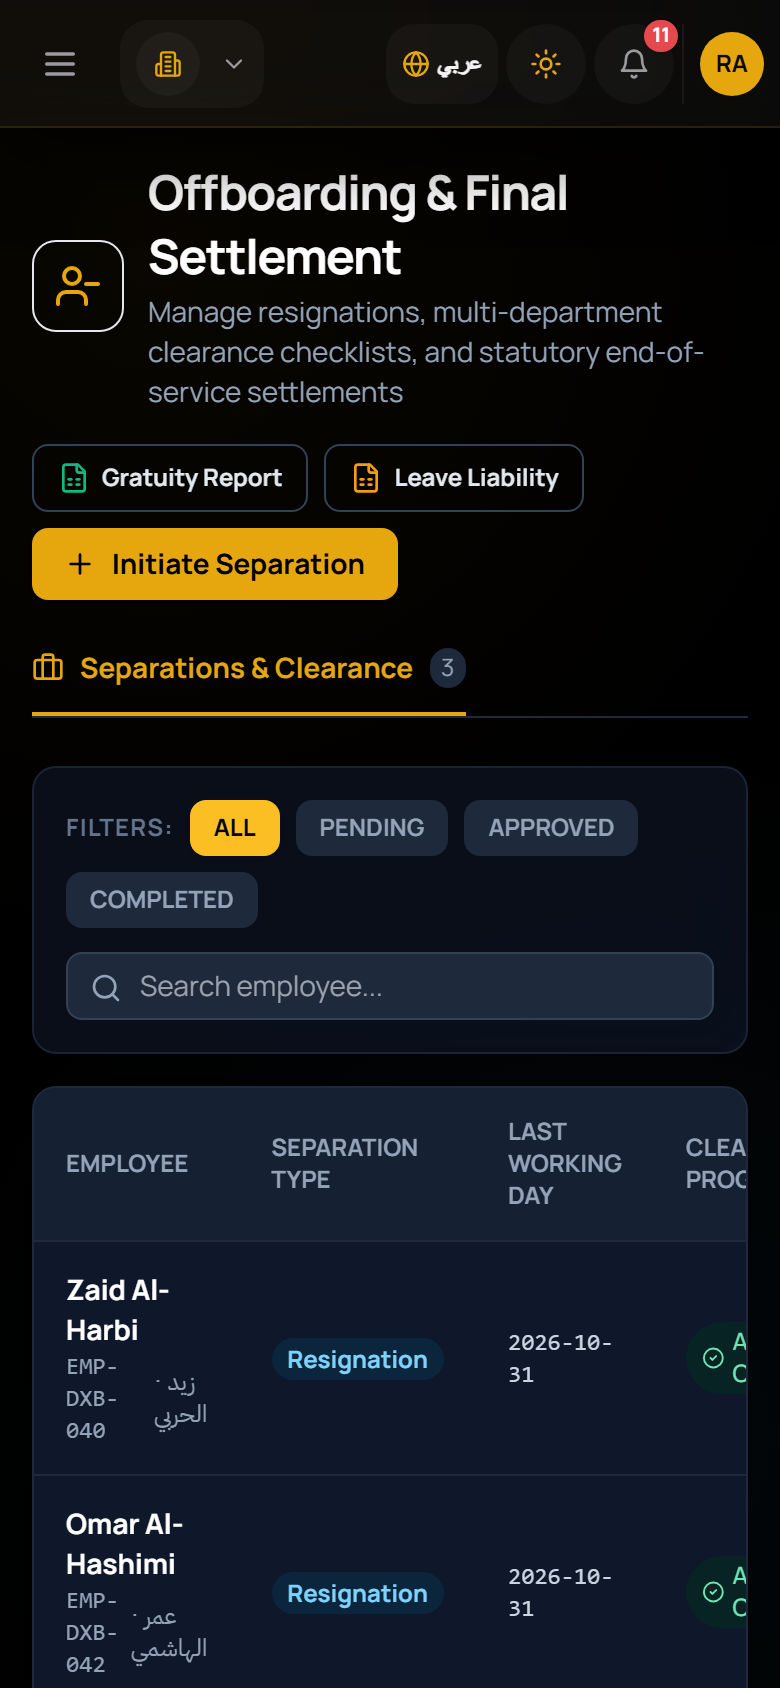 عربي
11
RA
Offboarding & Final
Settlement
Manage resignations, multi-department
clearance checklists, and statutory end-of-
service settlements
Gratuity Report
Leave Liability
Initiate Separation
Separations & Clearance 3
FILTERS: ALL PENDING APPROVED
COMPLETED
Search employee...
EMPLOYEE
SEPARATION
TYPE
LAST
WORKING
DAY
Zaid Al-
Harbi
EMP-
DXB-
040
· زيد
الحربي
Resignation
2026-10-
31
Omar Al-
Hashimi
EMP-
DXB-
042
· عمر
الهاشمي
Resignation
2026-10-
31